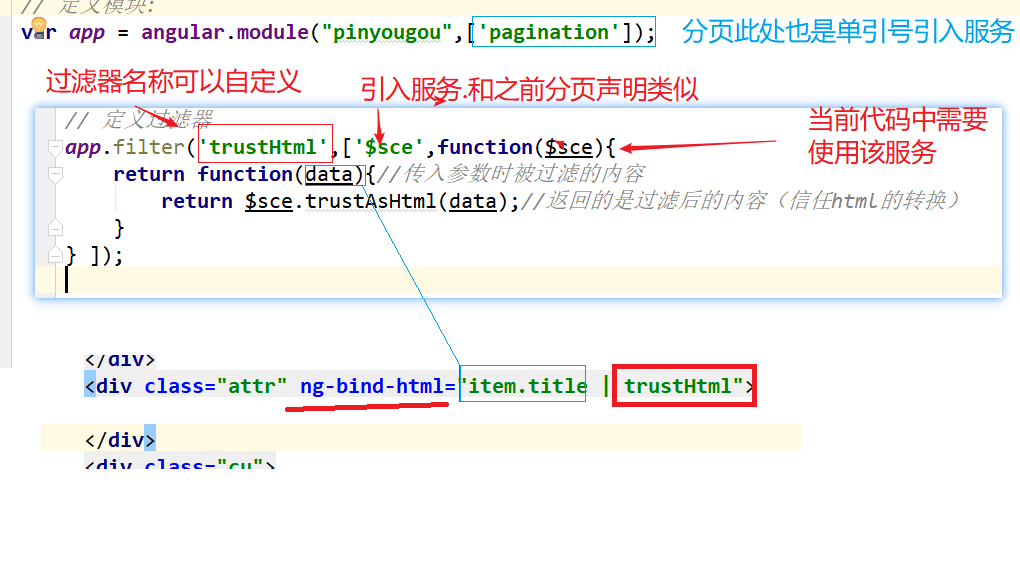 // 定义模块:
var app = angular.module("pinyougou",['pagination']);
分页此处也是单引号引入服务
过滤器名称可以自定义
引入服务.和之前分页声明类似
当前代码中需要
使用该服务
// 定义过滤器
app.filter('trustHtml',['$sce',function($sce){
return function(data){//传入参数时被过滤的内容
return $sce.trustAsHtml(data);//返回的是过滤后的内容（信任html的转换）
}
} ]);
</div>
<div class="attr" ng-bind-html="item.title | trustHtml">
</div>
<div class="cu">